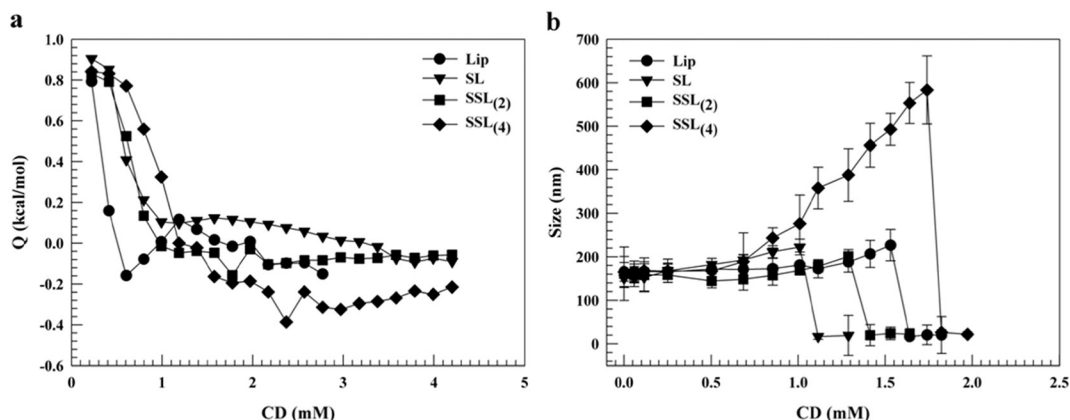 a
1.0
0.8
0.6
0.4
0.2
0.0
-0.2
-0.4
-0.6
Q (kcal/mol)
0 1 2 3 4 5
CD (mM)
Lip
SL
SSL(2)
SSL(4)
b
700
600
500
400
300
200
100
0
Size (nm)
0.0 0.5 1.0 1.5 2.0 2.5
CD (mM)
Lip
SL
SSL(2)
SSL(4)